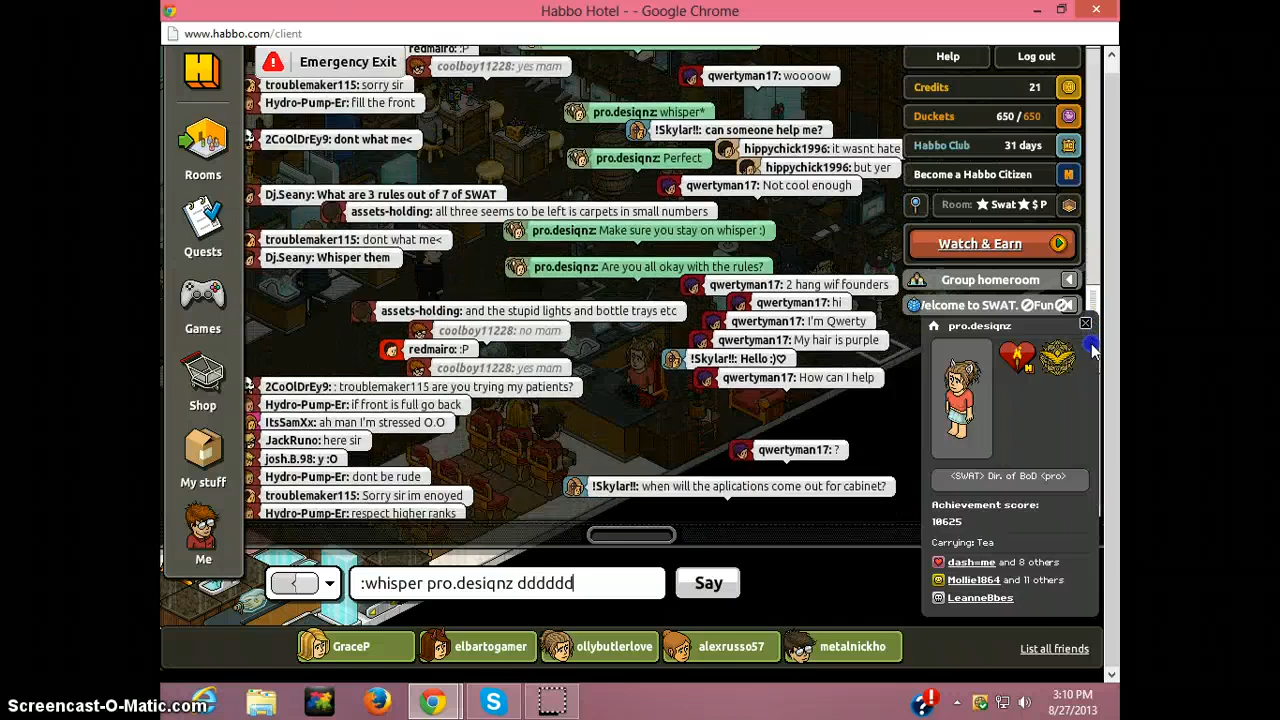 Habbo Hotel - - Google Chrome
www.habbo.com/client
Emergency Exit
redmairo: :P
coolboy11228: yes mam
troublemaker115: sorry sir
Hydro-Pump-Er: fill the front
2CoOlDrEy9: dont what me<
Dj.Seany: What are 3 rules out of 7 of SWAT
assets-holding: all three seems to be left is carpets in small numbers
troublemaker115: dont what me<
Dj.Seany: Whisper them
assets-holding: and the stupid lights and bottle trays etc
coolboy11228: no mam
redmairo: :P
coolboy11228: yes mam
2CoOlDrEy9: : troublemaker115 are you trying my patients?
Hydro-Pump-Er: if front is full go back
ItsSamXx: ah man I'm stressed O.O
JackRuno: here sir
josh.B.98: y :O
Hydro-Pump-Er: dont be rude
troublemaker115: Sorry sir im enoyed
Hydro-Pump-Er: respect higher ranks
qwertyman17: woooow
pro.desiqnz: whisper*
!Skylar!!: can someone help me?
hippychick1996: it wasnt hate
pro.desiqnz: Perfect
hippychick1996: but yer
qwertyman17: Not cool enough
pro.desiqnz: Make sure you stay on whisper :)
pro.desiqnz: Are you all okay with the rules?
qwertyman17: 2 hang wif founders
qwertyman17: hi
qwertyman17: I'm Qwerty
qwertyman17: My hair is purple
!Skylar!!: Hello :)♡
qwertyman17: How can I help
qwertyman17: ?
!Skylar!!: when will the aplications come out for cabinet?
Rooms
Quests
Games
Shop
My stuff
Me
Help
Log out
Credits 21
Duckets 650 / 650
Habbo Club 31 days
Become a Habbo Citizen
Room: ★ Swat ★ $ P
Watch & Earn
Group homeroom
Welcome to SWAT. Fun
pro.desiqnz
<SWAT> Dir. of BoD <pro>
Achievement score:
10625
Carrying: Tea
dash=me and 8 others
Mollie1864 and 11 others
LeanneBbes
:whisper pro.desiqnz dddddd
Say
GraceP
elbartogamer
ollybutlerlove
alexrusso57
metalnickho
List all friends
Screencast-O-Matic.com
3:10 PM
8/27/2013